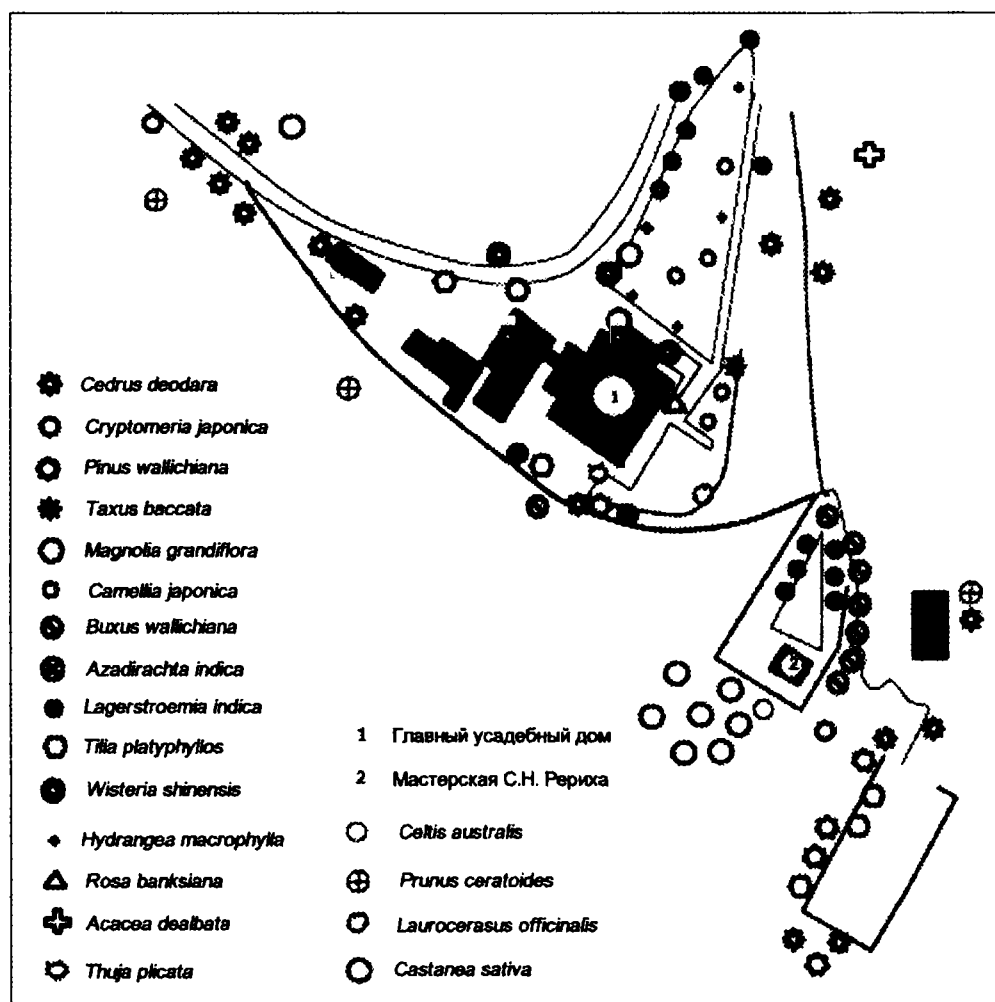 1
2
Cedrus deodara
Cryptomeria japonica
Pinus wallichiana
Taxus baccata
Magnolia grandiflora
Camellia japonica
Buxus wallichiana
Azadirachta indica
Lagerstroemia indica
Tilia platyphyllos
Wisteria shinensis
Hydrangea macrophylla
Rosa banksiana
Acacea dealbata
Thuja plicata
1 Главный усадебный дом
2 Мастерская С.Н. Рериха
Celtis australis
Prunus ceratoides
Laurocerasus officinalis
Castanea sativa